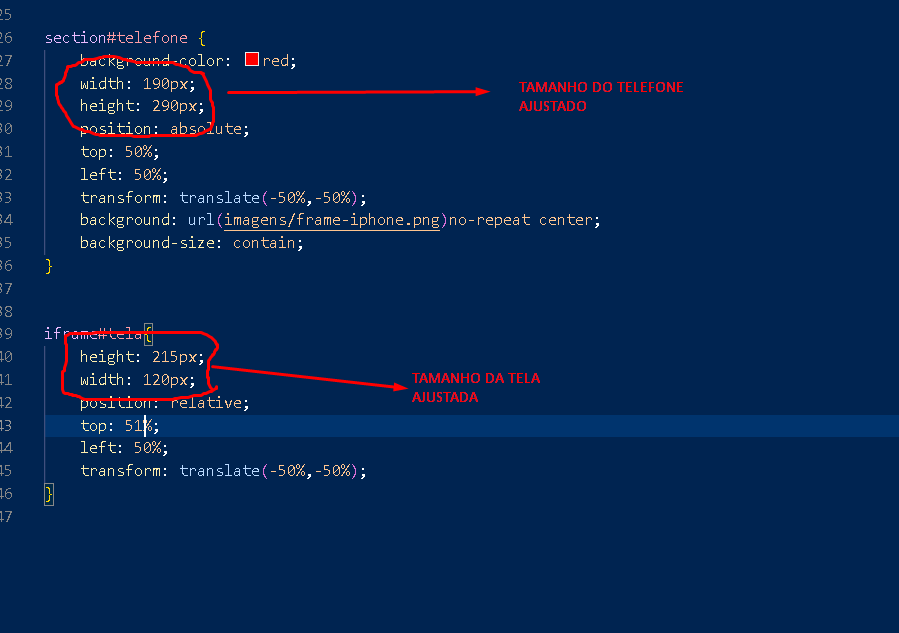 25
26 section#telefone {
27 background-color: red;
28 width: 190px;
29 height: 290px;
TAMANHO DO TELEFONE
AJUSTADO
30 position: absolute;
31 top: 50%;
32 left: 50%;
33 transform: translate(-50%,-50%);
34 background: url(imagens/frame-iphone.png)no-repeat center;
35 background-size: contain;
36 }
37
38
39 iframe#tela{
40 height: 215px;
41 width: 120px;
TAMANHO DA TELA
AJUSTADA
42 position: relative;
43 top: 51%;
44 left: 50%;
45 transform: translate(-50%,-50%);
46 }
47